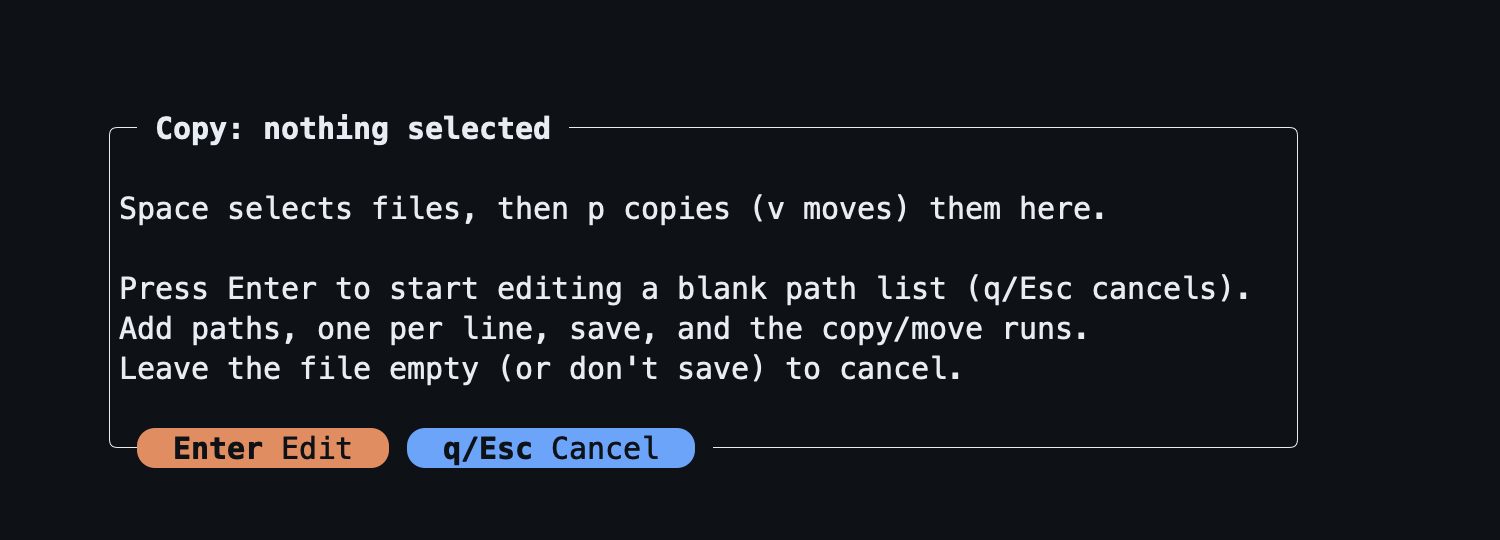 Copy: nothing selected
Space selects files, then p copies (v moves) them here.
Press Enter to start editing a blank path list (q/Esc cancels).
Add paths, one per line, save, and the copy/move runs.
Leave the file empty (or don't save) to cancel.
Enter Edit q/Esc Cancel